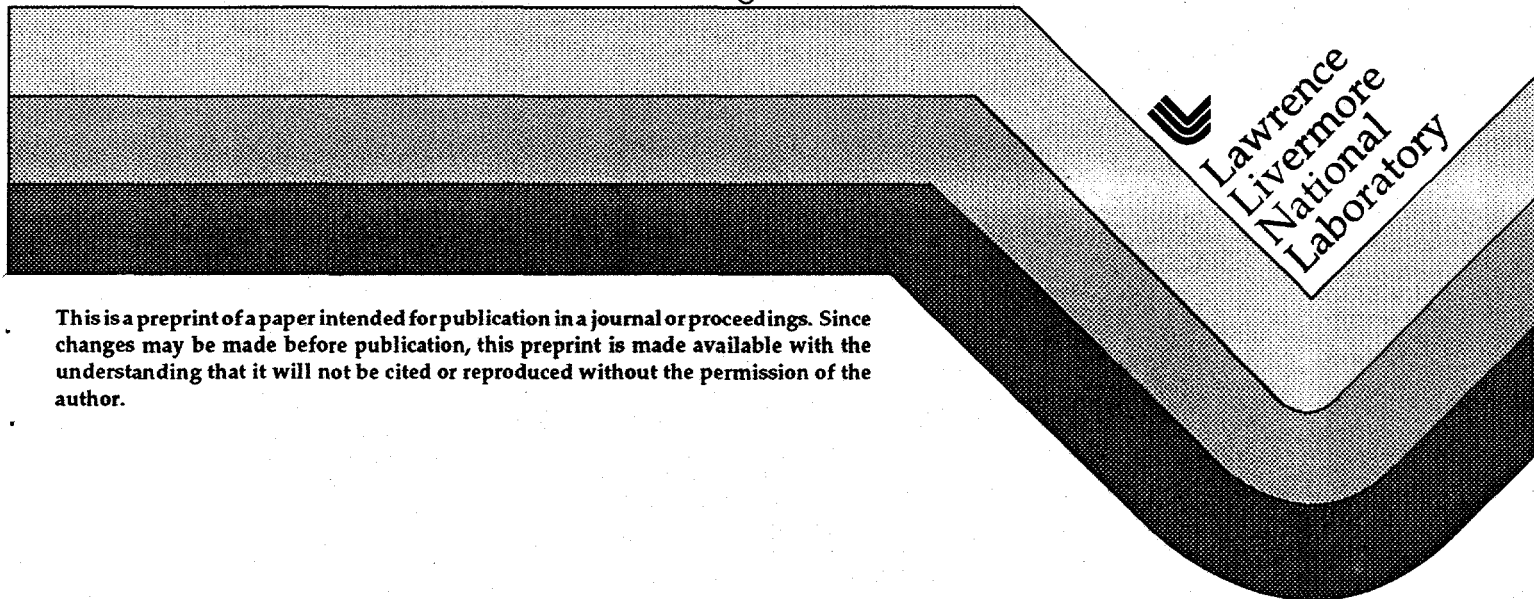 Lawrence
Livermore
National
Laboratory
This is a preprint of a paper intended for publication in a journal or proceedings. Since
changes may be made before publication, this preprint is made available with the
understanding that it will not be cited or reproduced without the permission of the
author.